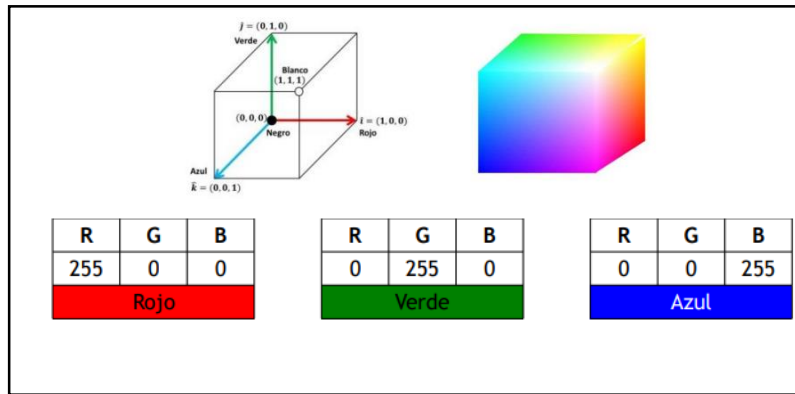 j̄ = (0, 1, 0)
Verde
Blanco
(1, 1, 1)
(0, 0, 0)
Negro
ī = (1, 0, 0)
Rojo
Azul
k̄ = (0, 0, 1)
R G B
255 0 0
Rojo
R G B
0 255 0
Verde
R G B
0 0 255
Azul